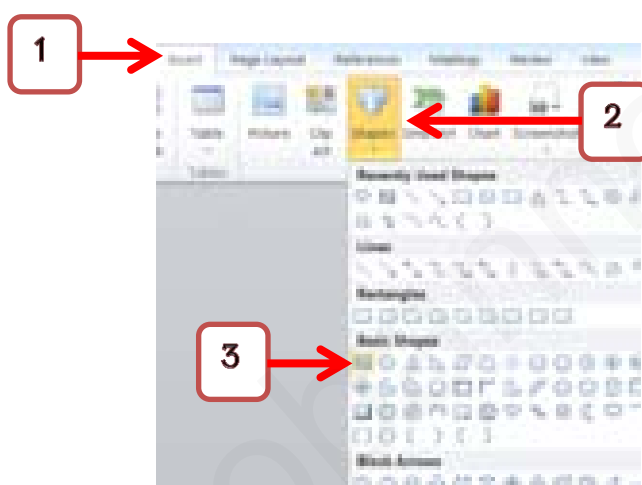 1
Insert Page Layout References Mailings Review View
2
Table Picture Clip Shapes Chart Screenshot
Art
Tables
Recently Used Shapes
Lines
Rectangles
3
Basic Shapes
Block Arrows